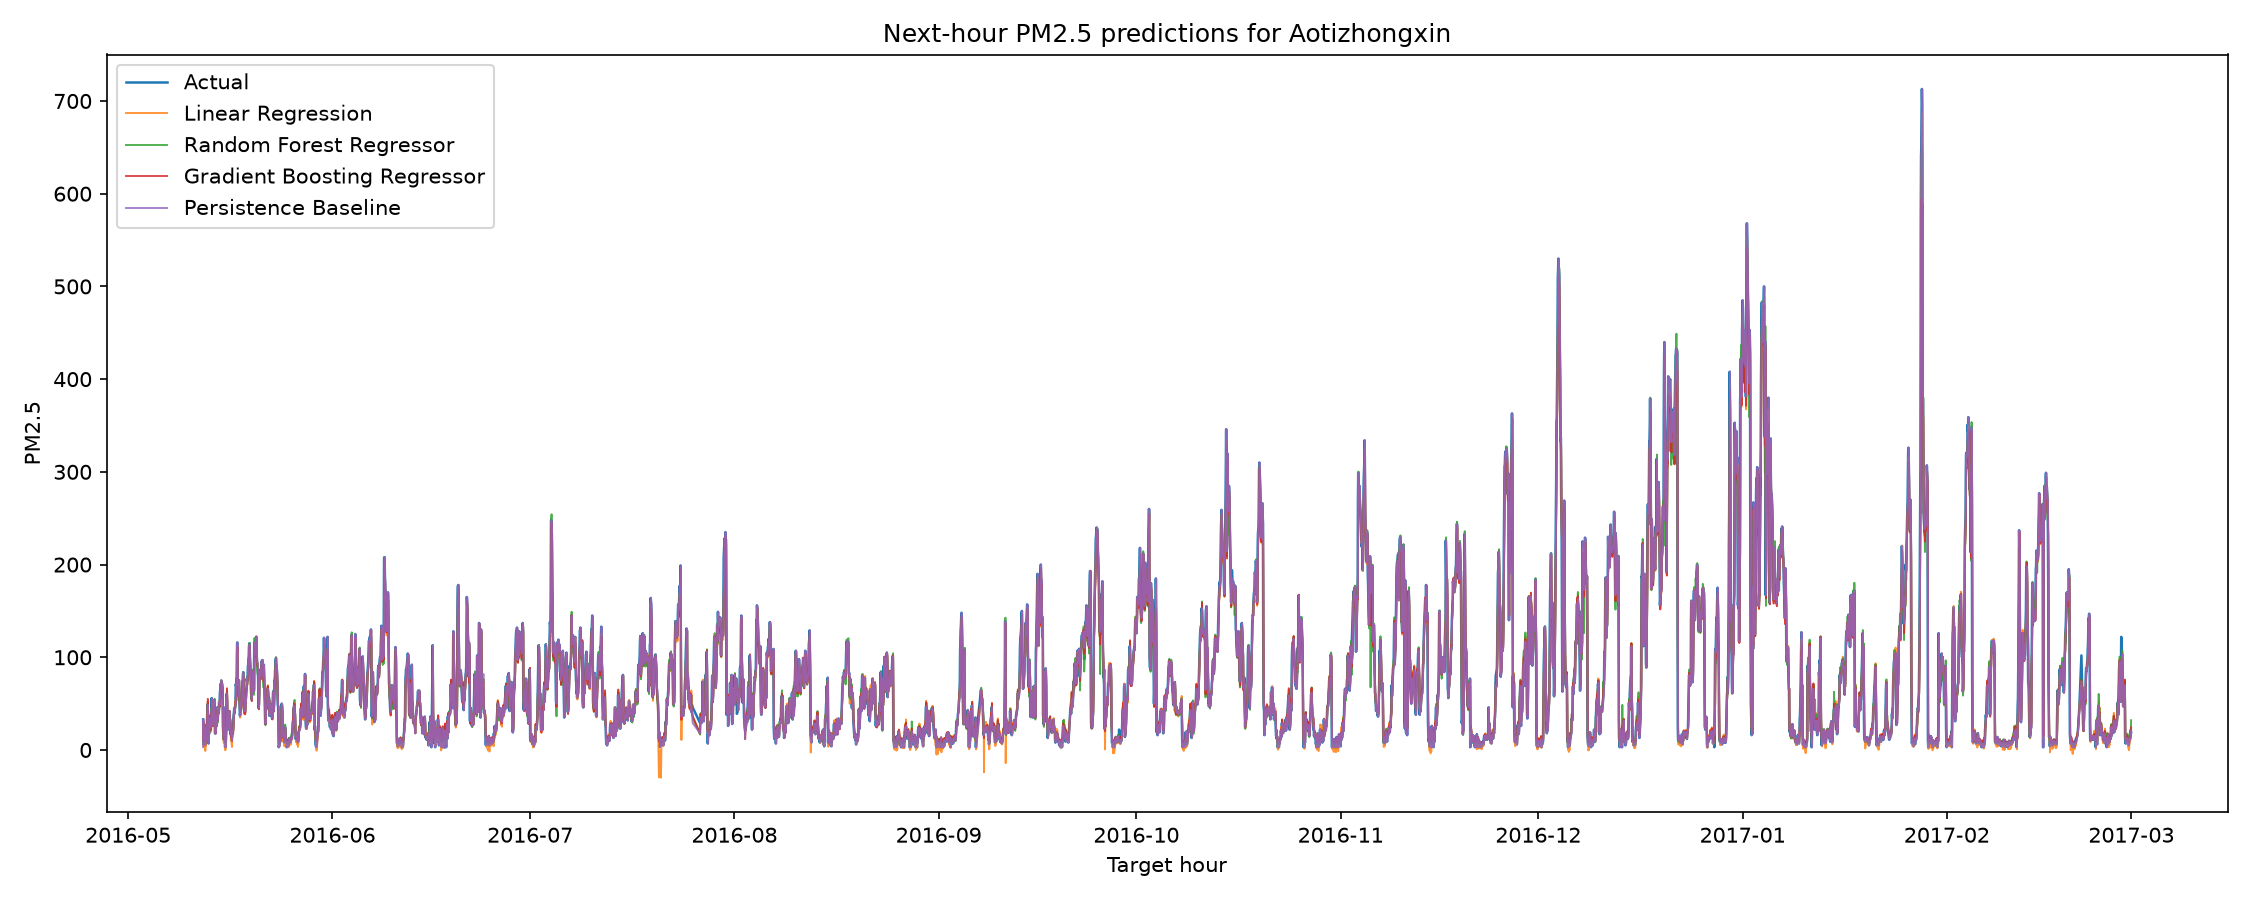 Next-hour PM2.5 predictions for Aotizhongxin
Actual
Linear Regression
Random Forest Regressor
Gradient Boosting Regressor
Persistence Baseline
700
600
500
400
300
200
100
0
PM2.5
2016-05 2016-06 2016-07 2016-08 2016-09 2016-10 2016-11 2016-12 2017-01 2017-02 2017-03
Target hour